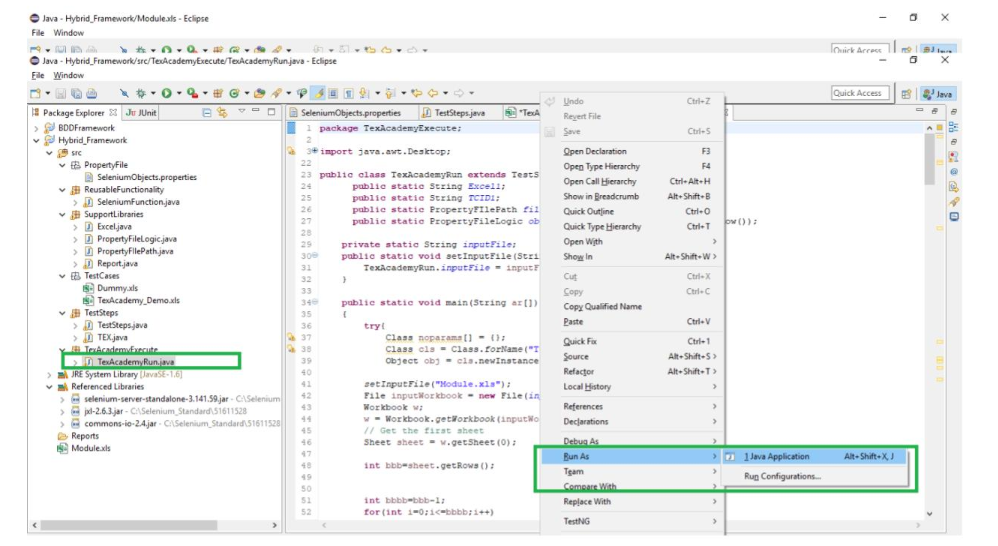 Java - Hybrid_Framework/Module.xls - Eclipse
File Window
Quick Access
Java
Java - Hybrid_Framework/src/TexAcademyExecute/TexAcademyRun.java - Eclipse
File Window
Quick Access
Java
Package Explorer
JUnit
BDDFramework
Hybrid_Framework
src
PropertyFile
SeleniumObjects.properties
ReusableFunctionality
SeleniumFunction.java
SupportLibraries
Excel.java
PropertyFileLogic.java
PropertyFIlePath.java
Report.java
TestCases
Dummy.xls
TexAcademy_Demo.xls
TestSteps
TestSteps.java
TEX.java
TexAcademyExecute
TexAcademyRun.java
JRE System Library [JavaSE-1.6]
Referenced Libraries
selenium-server-standalone-3.141.59.jar - C:\Selenium
jxl-2.6.3.jar - C:\Selenium_Standard\51611528
commons-io-2.4.jar - C:\Selenium_Standard\51611528
Reports
Module.xls
SeleniumObjects.properties
TestSteps.java
*TexA
1 package TexAcademyExecute;
2
3 import java.awt.Desktop;
22
23 public class TexAcademyRun extends TestS
24 public static String Excel1;
25 public static String TCID1;
26 public static PropertyFIlePath fil
27 public static PropertyFileLogic ob
ow());
28
29 private static String inputFile;
30 public static void setInputFile(Stri
31 TexAcademyRun.inputFile = inputF
32 }
33
34 public static void main(String ar[])
35 {
36 try{
37 Class noparams[] = {};
38 Class cls = Class.forName("T
39 Object obj = cls.newInstance
40
41 setInputFile("Module.xls");
42 File inputWorkbook = new File(in
43 Workbook w;
44 w = Workbook.getWorkbook(inputWo
45 // Get the first sheet
46 Sheet sheet = w.getSheet(0);
47
48 int bbb=sheet.getRows();
49
50
51 int bbbb=bbb-1;
52 for(int i=0;i<=bbbb;i++)
Undo Ctrl+Z
Revert File
Save Ctrl+S
Open Declaration F3
Open Type Hierarchy F4
Open Call Hierarchy Ctrl+Alt+H
Show in Breadcrumb Alt+Shift+B
Quick Outline Ctrl+O
Quick Type Hierarchy Ctrl+T
Open With
Show In Alt+Shift+W
Cut Ctrl+X
Copy Ctrl+C
Copy Qualified Name
Paste Ctrl+V
Quick Fix Ctrl+1
Source Alt+Shift+S
Refactor Alt+Shift+T
Local History
References
Declarations
Debug As
Run As
1 Java Application Alt+Shift+X, J
Team
Run Configurations...
Compare With
Replace With
TestNG